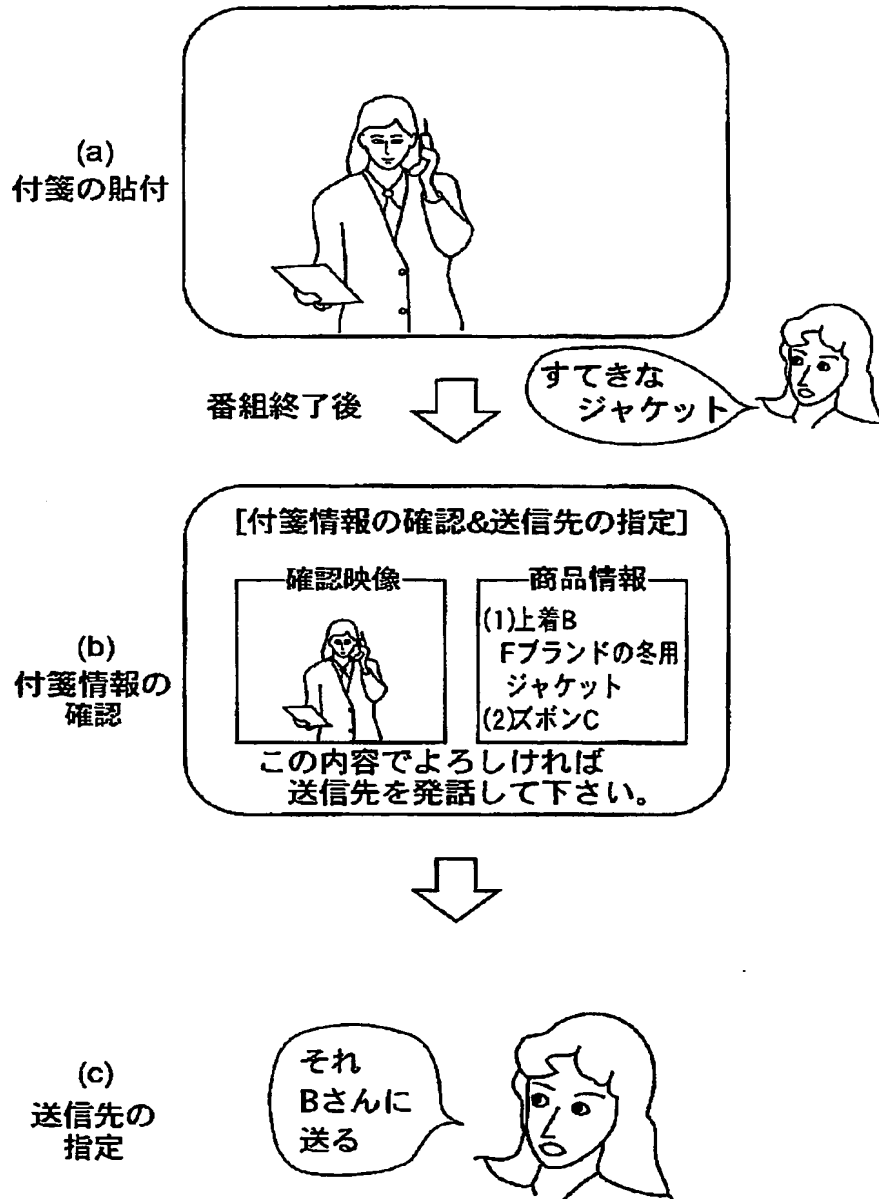 (a)
付箋の貼付
番組終了後
すてきな
ジャケット
[付箋情報の確認&送信先の指定]
確認映像
商品情報
(1)上着B
Fブランドの冬用
ジャケット
(2)ズボンC
この内容でよろしければ
送信先を発話して下さい。
(b)
付箋情報の
確認
(c)
送信先の
指定
それ
Bさんに
送る